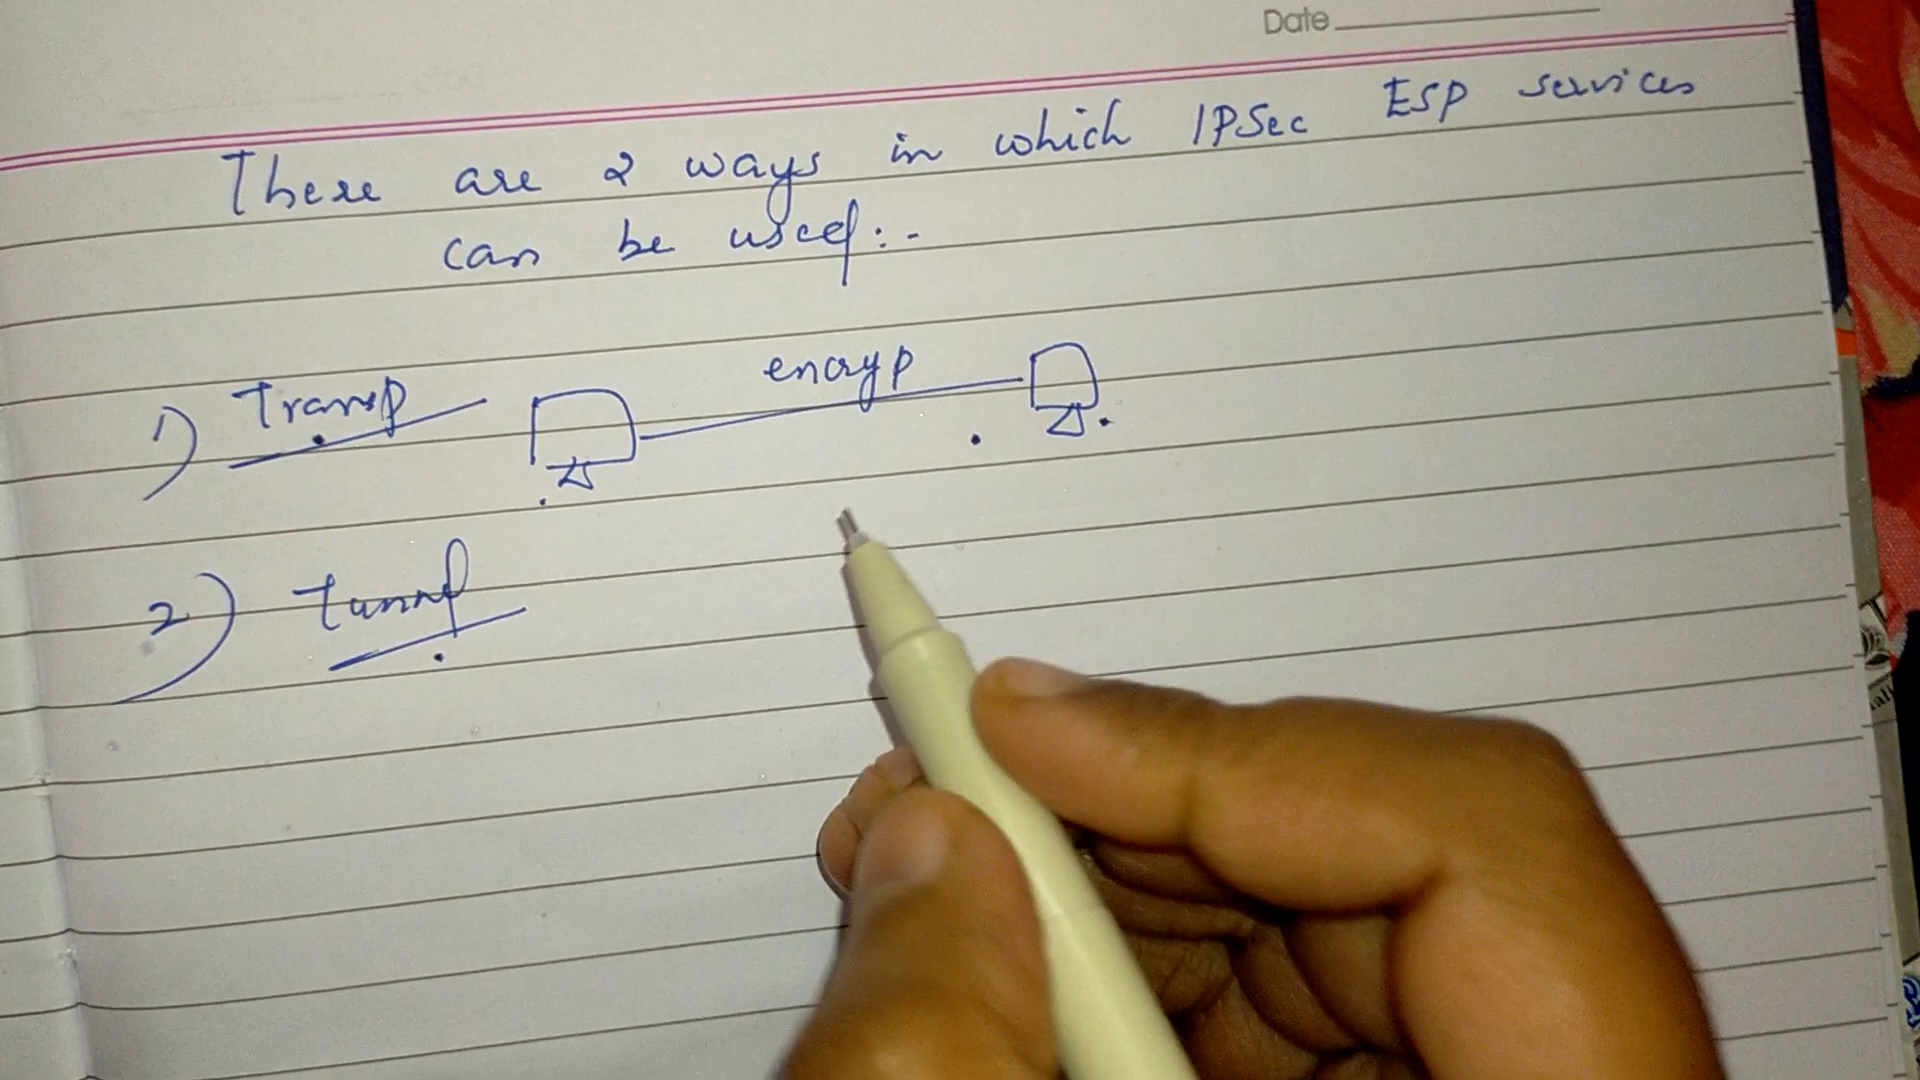 Date
There are 2 ways in which IPSec ESP services
can be used:-
encryp
1) Transp
2) Tunnel